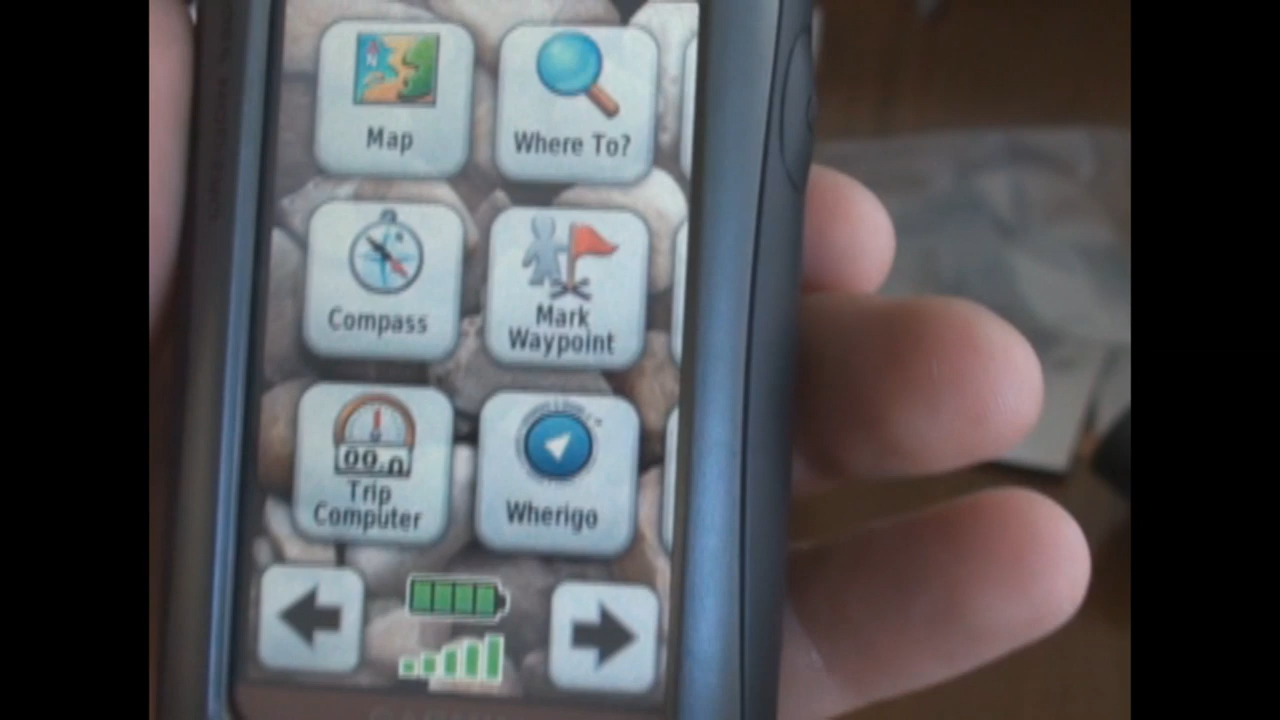 Map
Where To?
Compass
Mark
Waypoint
Trip
Computer
Wherigo